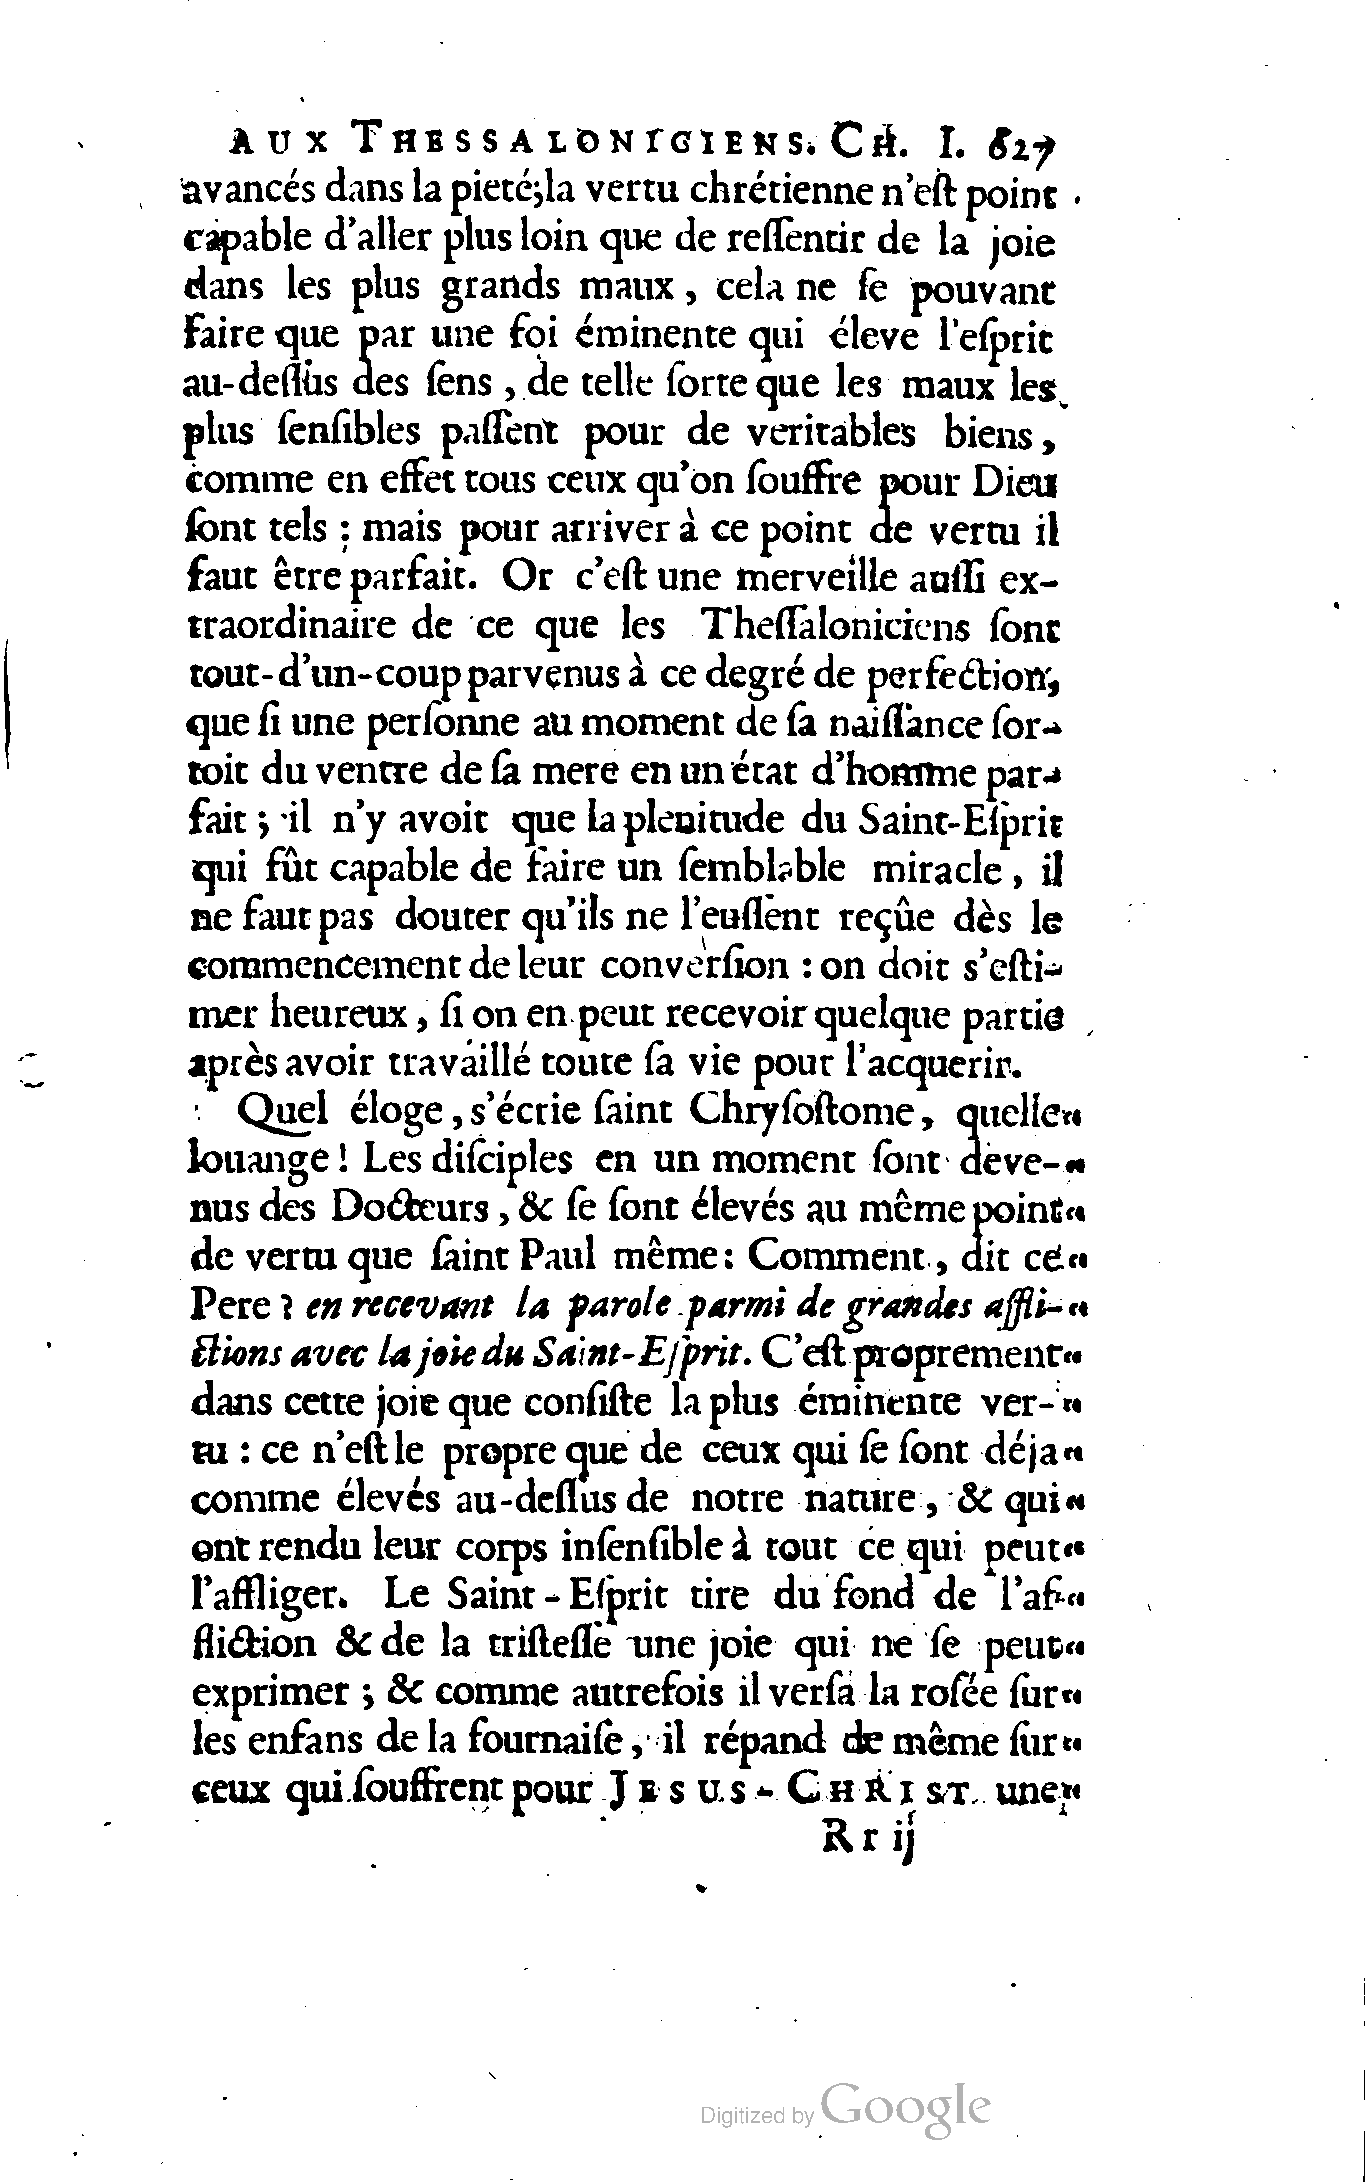 AUX THESSALONICIENS. CH. I. 627
avancés dans la pieté; la vertu chrétienne n'eſt point
capable d'aller plus loin que de reſſentir de la joie
dans les plus grands maux, cela ne ſe pouvant
faire que par une foi éminente qui éleve l'eſprit
au-deſſus des ſens, de telle ſorte que les maux les
plus ſenſibles paſſent pour de veritables biens,
comme en effet tous ceux qu'on ſouffre pour Dieu
ſont tels ; mais pour arriver à ce point de vertu il
faut être parfait. Or c'eſt une merveille auſſi ex-
traordinaire de ce que les Theſſaloniciens ſont
tout-d'un-coup parvenus à ce degré de perfection,
que ſi une perſonne au moment de ſa naiſſance ſor-
toit du ventre de ſa mere en un état d'homme par-
fait ; il n'y avoit que la plenitude du Saint-Eſprit
qui fût capable de faire un ſemblable miracle, il
ne faut pas douter qu'ils ne l'euſſent reçûe dès le
commencement de leur converſion : on doit s'eſti-
mer heureux, ſi on en peut recevoir quelque partie
après avoir travaillé toute ſa vie pour l'acquerir.
Quel éloge, s'écrie ſaint Chryſoſtome, quelle "
louange ! Les diſciples en un moment ſont deve- "
nus des Docteurs, & ſe ſont élevés au même point "
de vertu que ſaint Paul même : Comment, dit ce "
Pere ? en recevant la parole parmi de grandes affli- "
ctions avec la joie du Saint-Eſprit. C'eſt proprement "
dans cette joie que conſiſte la plus éminente ver- "
tu : ce n'eſt le propre que de ceux qui ſe ſont déja "
comme élevés au-deſſus de notre nature, & qui "
ont rendu leur corps inſenſible à tout ce qui peut "
l'affliger. Le Saint-Eſprit tire du fond de l'af- "
fliction & de la triſteſſe une joie qui ne ſe peut "
exprimer ; & comme autrefois il verſa la roſée ſur "
les enfans de la fournaiſe, il répand de même ſur "
ceux qui ſouffrent pour JESUS-CHRIST une "
Rr ij
Digitized by Google